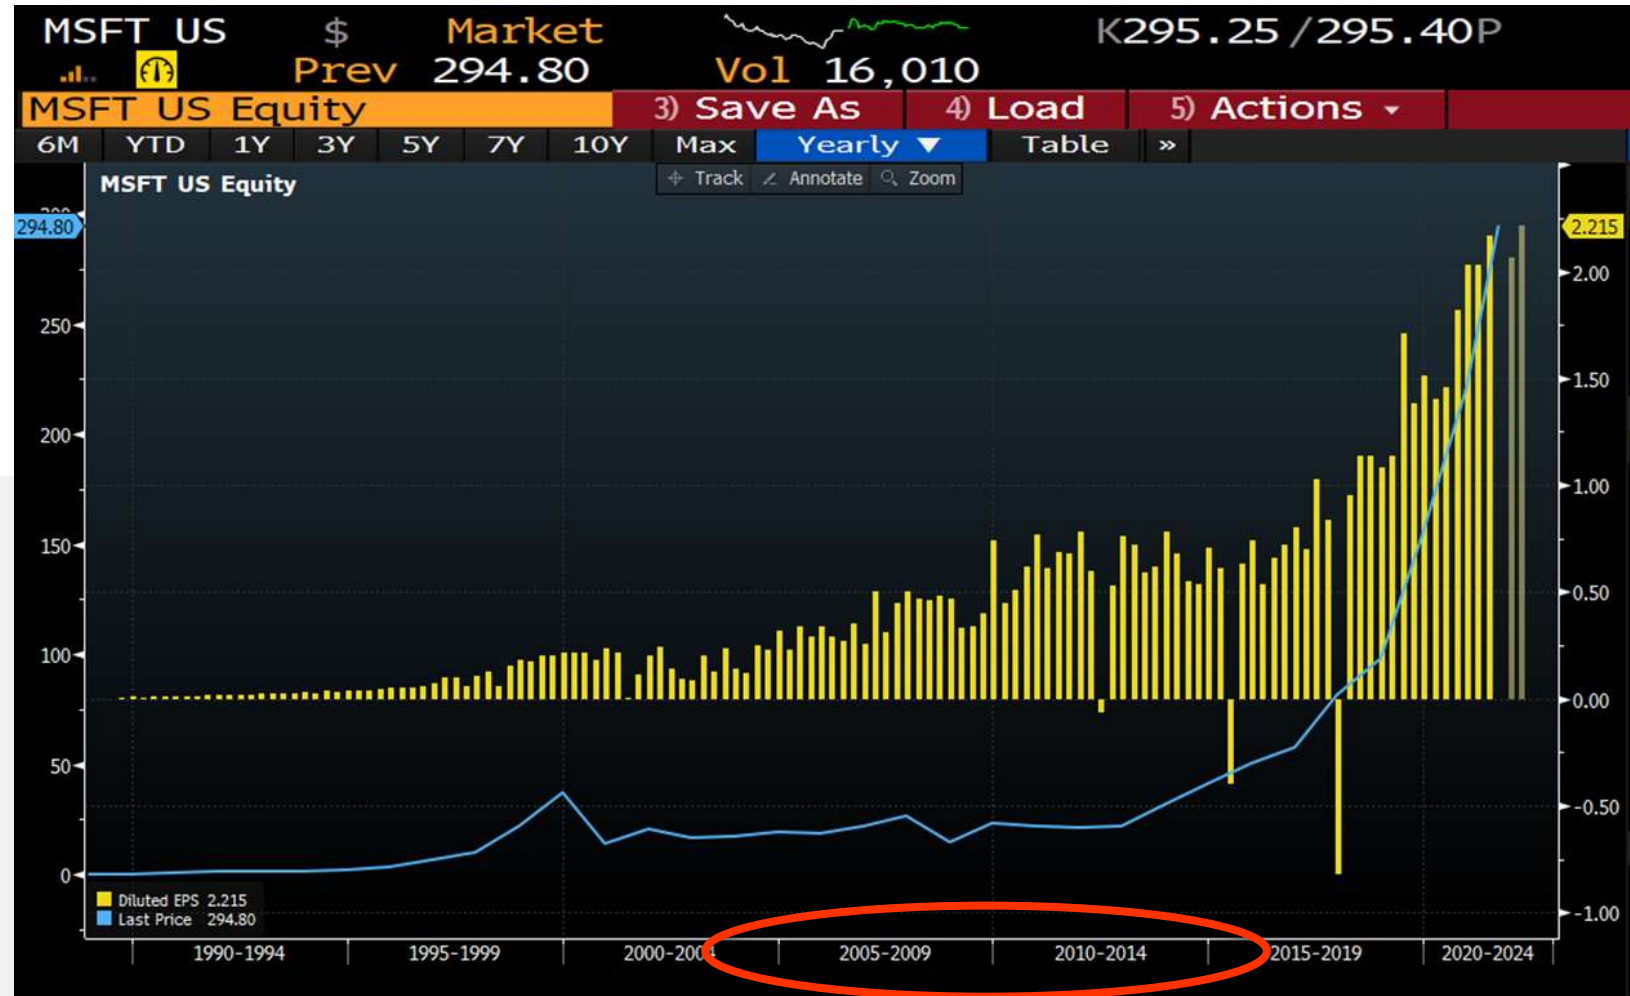 MSFT US $ Market K295.25/295.40P
Prev 294.80 Vol 16,010
MSFT US Equity 3) Save As 4) Load 5) Actions
6M YTD 1Y 3Y 5Y 7Y 10Y Max Yearly ▼ Table »
MSFT US Equity Track Annotate Zoom
294.80 2.215
2.00
250
1.50
200
1.00
150
0.50
100
0.00
50
-0.50
0
Diluted EPS 2.215
Last Price 294.80
-1.00
1990-1994 1995-1999 2000-2004 2005-2009 2010-2014 2015-2019 2020-2024